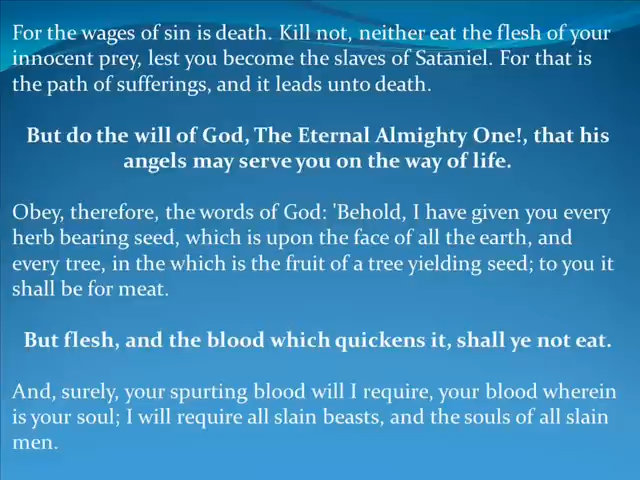 For the wages of sin is death. Kill not, neither eat the flesh of your
innocent prey, lest you become the slaves of Sataniel. For that is
the path of sufferings, and it leads unto death.
But do the will of God, The Eternal Almighty One!, that his
angels may serve you on the way of life.
Obey, therefore, the words of God: 'Behold, I have given you every
herb bearing seed, which is upon the face of all the earth, and
every tree, in the which is the fruit of a tree yielding seed; to you it
shall be for meat.
But flesh, and the blood which quickens it, shall ye not eat.
And, surely, your spurting blood will I require, your blood wherein
is your soul; I will require all slain beasts, and the souls of all slain
men.